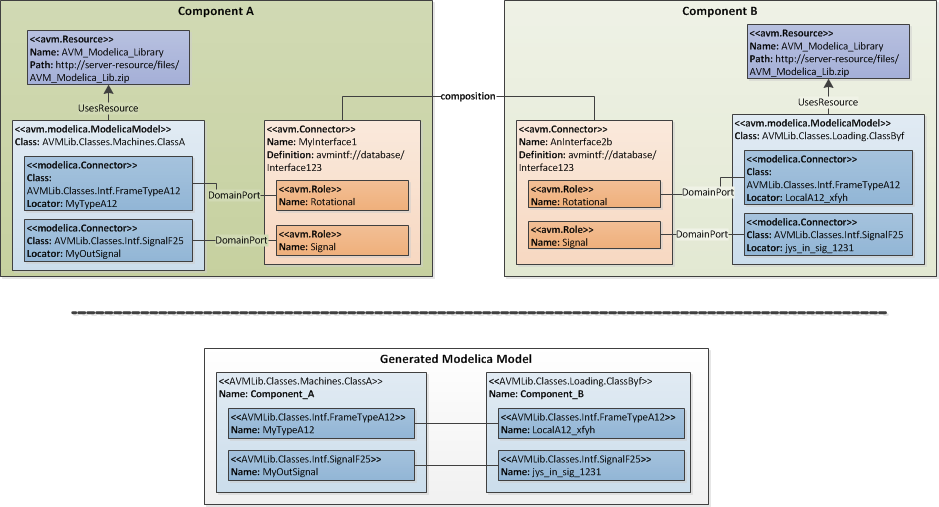 Component A
<<avm.Resource>>
Name: AVM_Modelica_Library
Path: http://server-resource/files/
AVM_Modelica_Lib.zip
UsesResource
<<avm.modelica.ModelicaModel>>
Class: AVMLib.Classes.Machines.ClassA
<<modelica.Connector>>
Class:
AVMLib.Classes.Intf.FrameTypeA12
Locator: MyTypeA12
<<modelica.Connector>>
Class: AVMLib.Classes.Intf.SignalF25
Locator: MyOutSignal
DomainPort
DomainPort
<<avm.Connector>>
Name: MyInterface1
Definition: avmintf://database/
Interface123
<<avm.Role>>
Name: Rotational
<<avm.Role>>
Name: Signal
composition
Component B
<<avm.Resource>>
Name: AVM_Modelica_Library
Path: http://server-resource/files/
AVM_Modelica_Lib.zip
UsesResource
<<avm.Connector>>
Name: AnInterface2b
Definition: avmintf://database/
Interface123
<<avm.Role>>
Name: Rotational
<<avm.Role>>
Name: Signal
DomainPort
DomainPort
<<avm.modelica.ModelicaModel>>
Class: AVMLib.Classes.Loading.ClassByf
<<modelica.Connector>>
Class:
AVMLib.Classes.Intf.FrameTypeA12
Locator: LocalA12_xfyh
<<modelica.Connector>>
Class: AVMLib.Classes.Intf.SignalF25
Locator: jys_in_sig_1231
Generated Modelica Model
<<AVMLib.Classes.Machines.ClassA>>
Name: Component_A
<<AVMLib.Classes.Intf.FrameTypeA12>>
Name: MyTypeA12
<<AVMLib.Classes.Intf.SignalF25>>
Name: MyOutSignal
<<AVMLib.Classes.Loading.ClassByf>>
Name: Component_B
<<AVMLib.Classes.Intf.FrameTypeA12>>
Name: LocalA12_xfyh
<<AVMLib.Classes.Intf.SignalF25>>
Name: jys_in_sig_1231